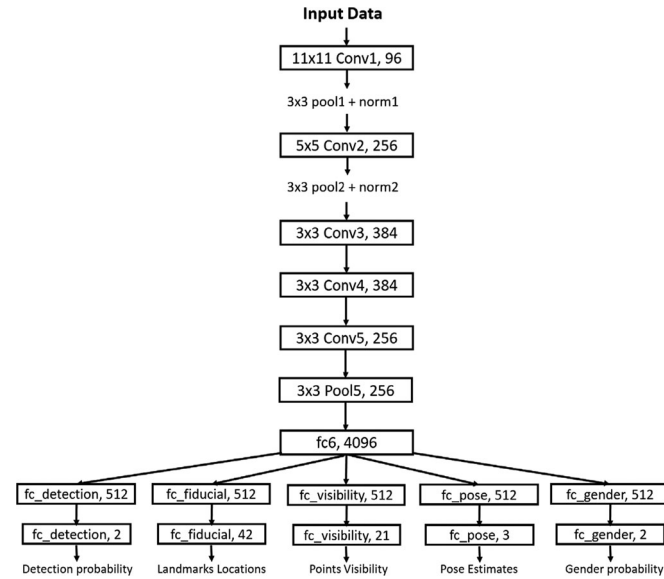 Input Data
11x11 Conv1, 96
3x3 pool1 + norm1
5x5 Conv2, 256
3x3 pool2 + norm2
3x3 Conv3, 384
3x3 Conv4, 384
3x3 Conv5, 256
3x3 Pool5, 256
fc6, 4096
fc_detection, 512 fc_fiducial, 512 fc_visibility, 512 fc_pose, 512 fc_gender, 512
fc_detection, 2 fc_fiducial, 42 fc_visibility, 21 fc_pose, 3 fc_gender, 2
Detection probability Landmarks Locations Points Visibility Pose Estimates Gender probability